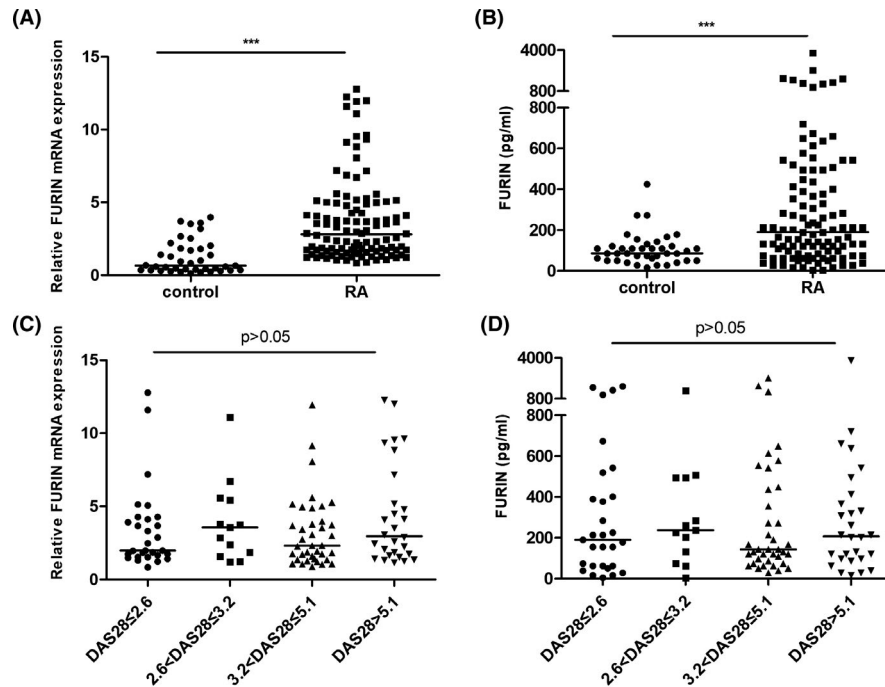 (A)
***
Relative FURIN mRNA expression
15
10
5
0
control
RA
(B)
***
FURIN (pg/ml)
4000
800
800
600
400
200
0
control
RA
(C)
p>0.05
Relative FURIN mRNA expression
15
10
5
0
DAS28≤2.6
2.6<DAS28≤3.2
3.2<DAS28≤5.1
DAS28>5.1
(D)
p>0.05
FURIN (pg/ml)
4000
800
800
600
400
200
0
DAS28≤2.6
2.6<DAS28≤3.2
3.2<DAS28≤5.1
DAS28>5.1